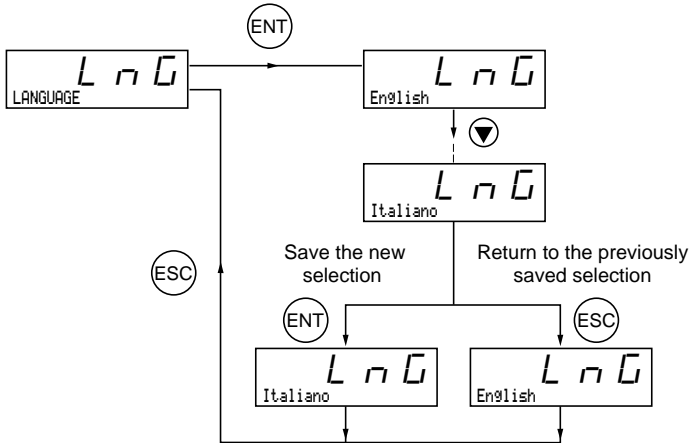 ENT
LnG
LANGUAGE
LnG
English
LnG
Italiano
Save the new
selection
Return to the previously
saved selection
ESC
ENT
ESC
LnG
Italiano
LnG
English